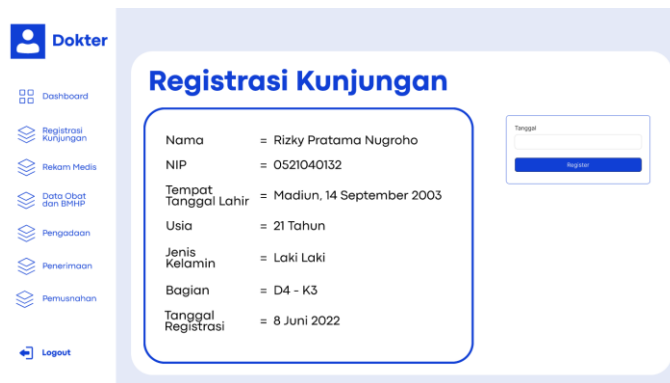 Dokter
Dashboard
Registrasi
Kunjungan
Rekam Medis
Data Obat
dan BMHP
Pengadaan
Penerimaan
Pemusnahan
Logout
Registrasi Kunjungan
Nama = Rizky Pratama Nugroho
NIP = 0521040132
Tempat
Tanggal Lahir = Madiun, 14 September 2003
Usia = 21 Tahun
Jenis
Kelamin = Laki Laki
Bagian = D4 - K3
Tanggal
Registrasi = 8 Juni 2022
Tanggal
Register